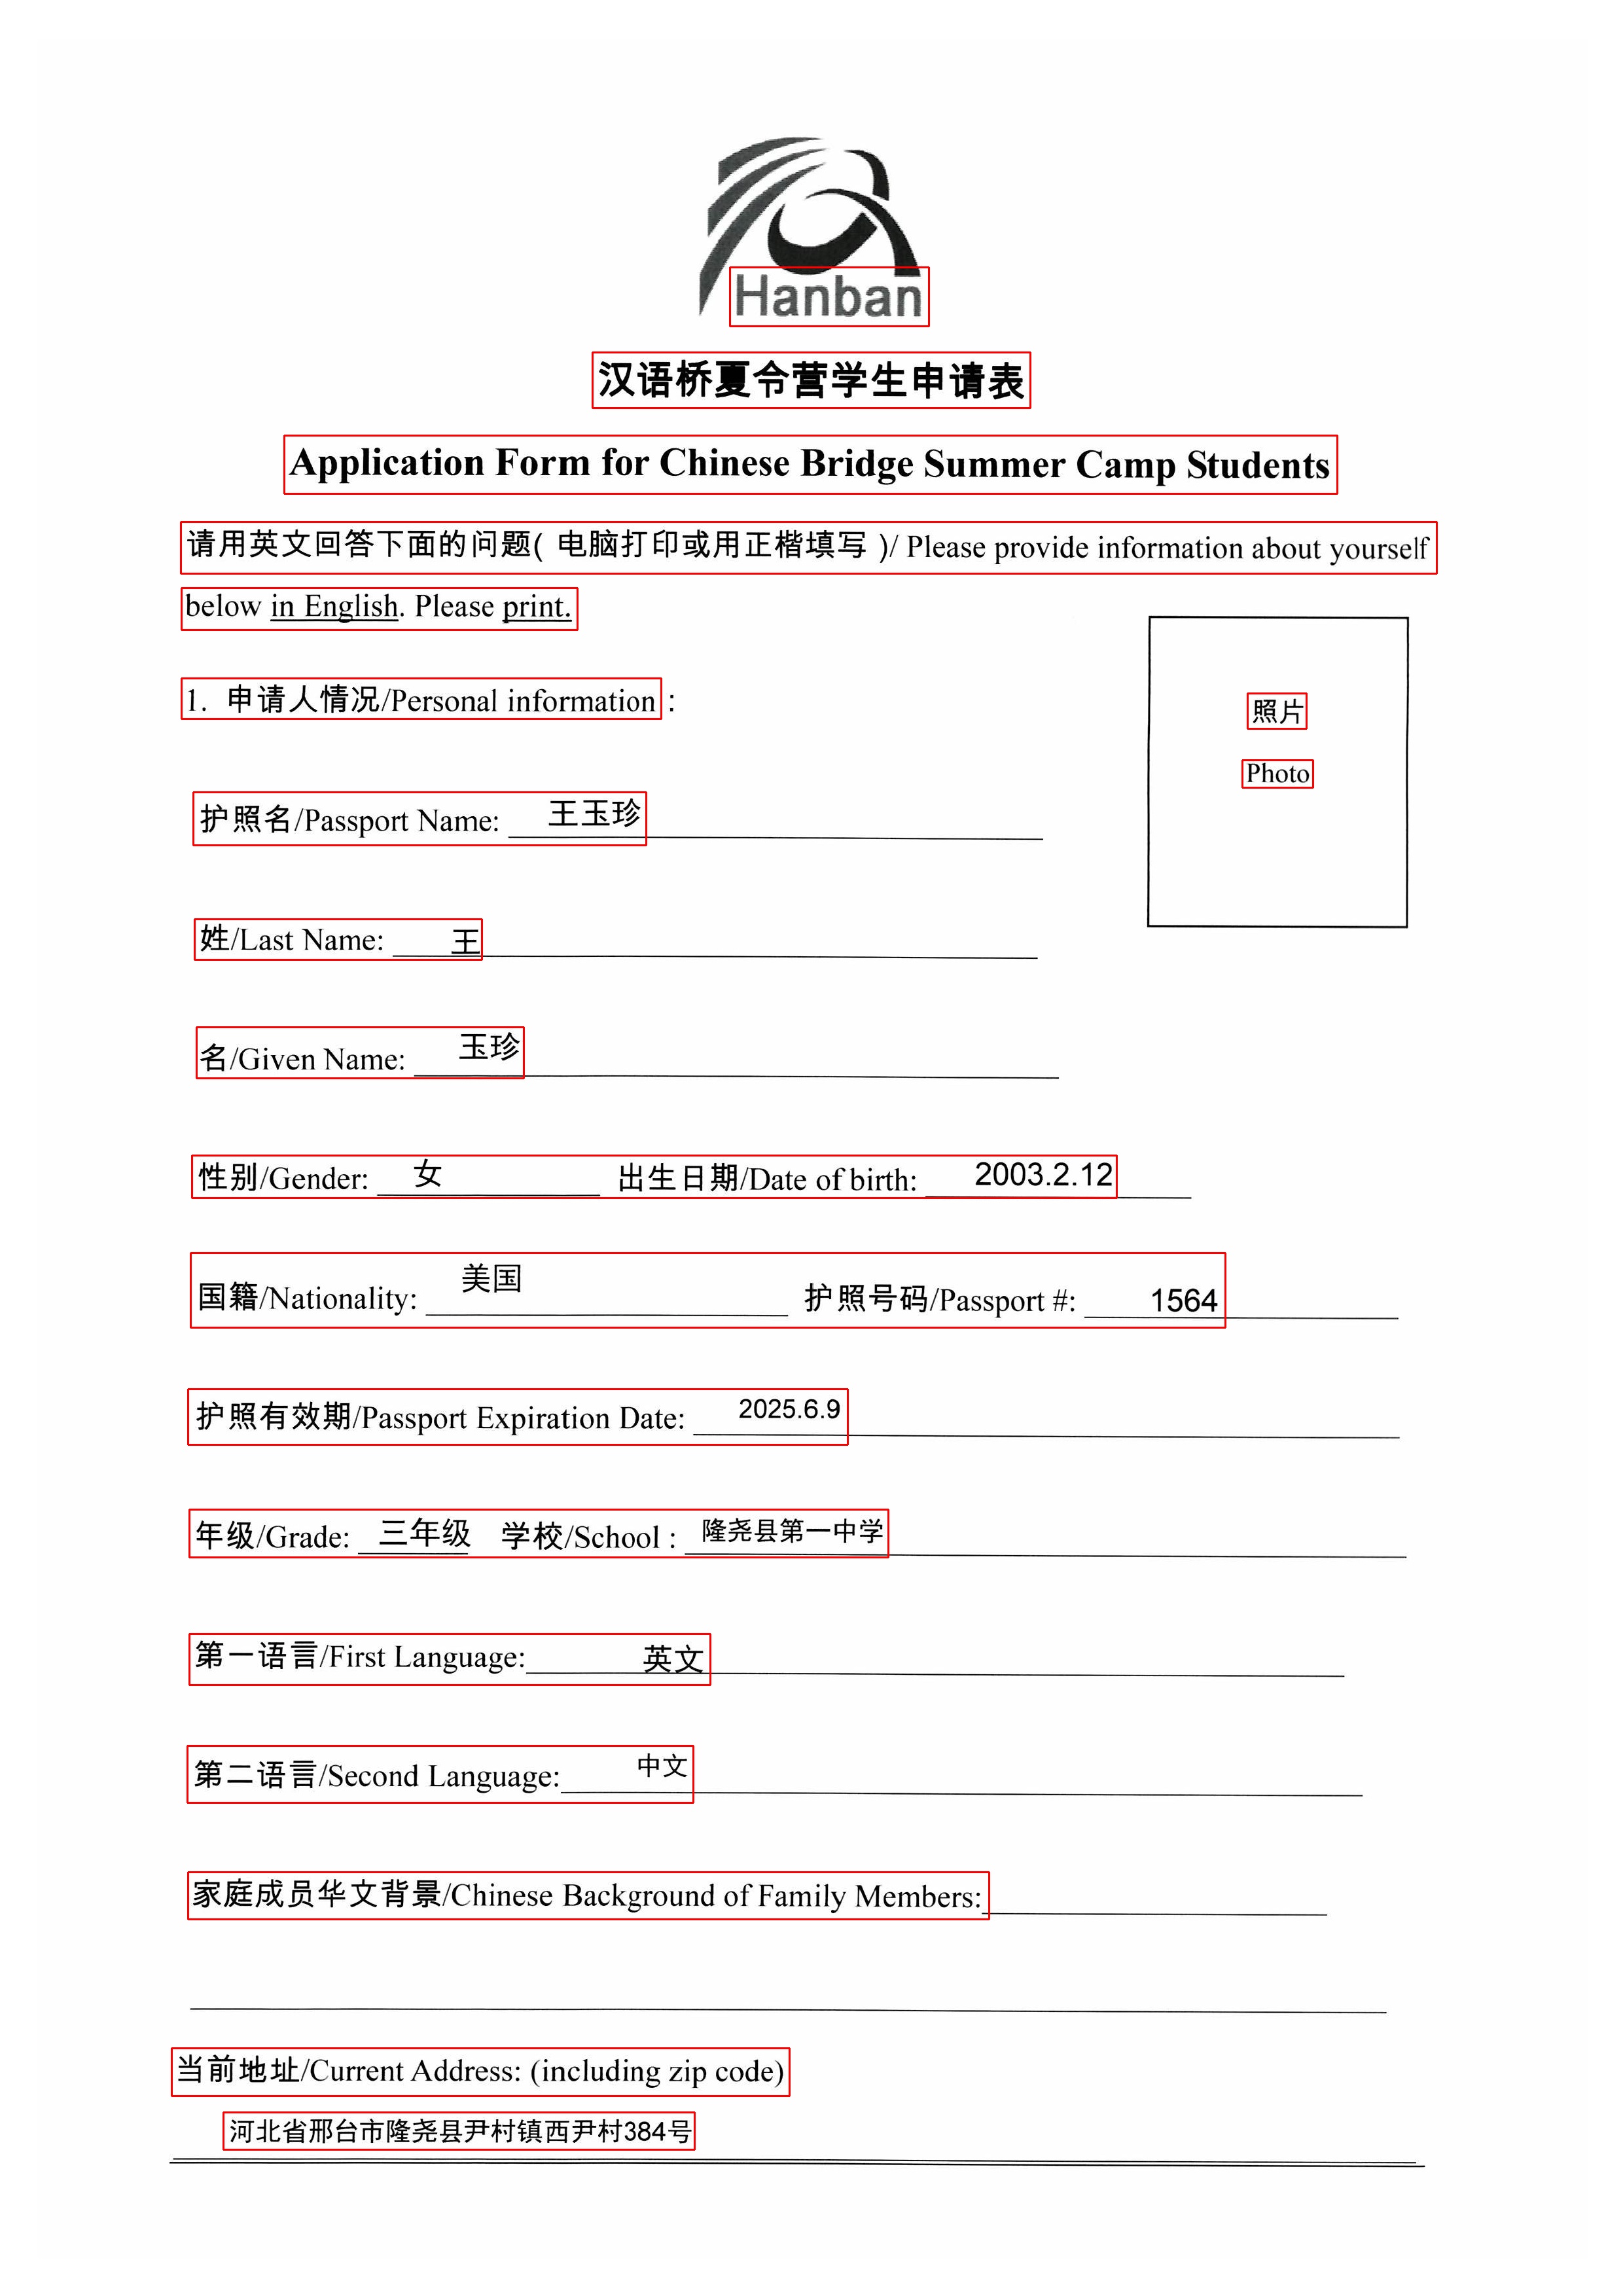 Hanban
汉语桥夏令营学生申请表
Application Form for Chinese Bridge Summer Camp Students
请用英文回答下面的问题( 电脑打印或用正楷填写 )/ Please provide information about yourself
below in English. Please print.
1. 申请人情况/Personal information :
照片
Photo
护照名/Passport Name: 王玉珍
姓/Last Name: 王
名/Given Name: 玉珍
性别/Gender: 女 出生日期/Date of birth: 2003.2.12
国籍/Nationality: 美国 护照号码/Passport #: 1564
护照有效期/Passport Expiration Date: 2025.6.9
年级/Grade: 三年级 学校/School : 隆尧县第一中学
第一语言/First Language: 英文
第二语言/Second Language: 中文
家庭成员华文背景/Chinese Background of Family Members:
当前地址/Current Address: (including zip code)
河北省邢台市隆尧县尹村镇西尹村384号